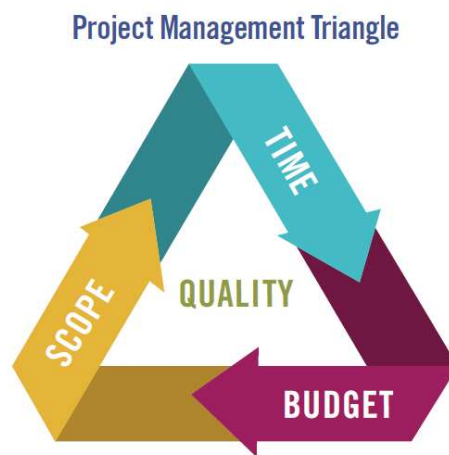 Project Management Triangle
TIME
SCOPE
QUALITY
BUDGET